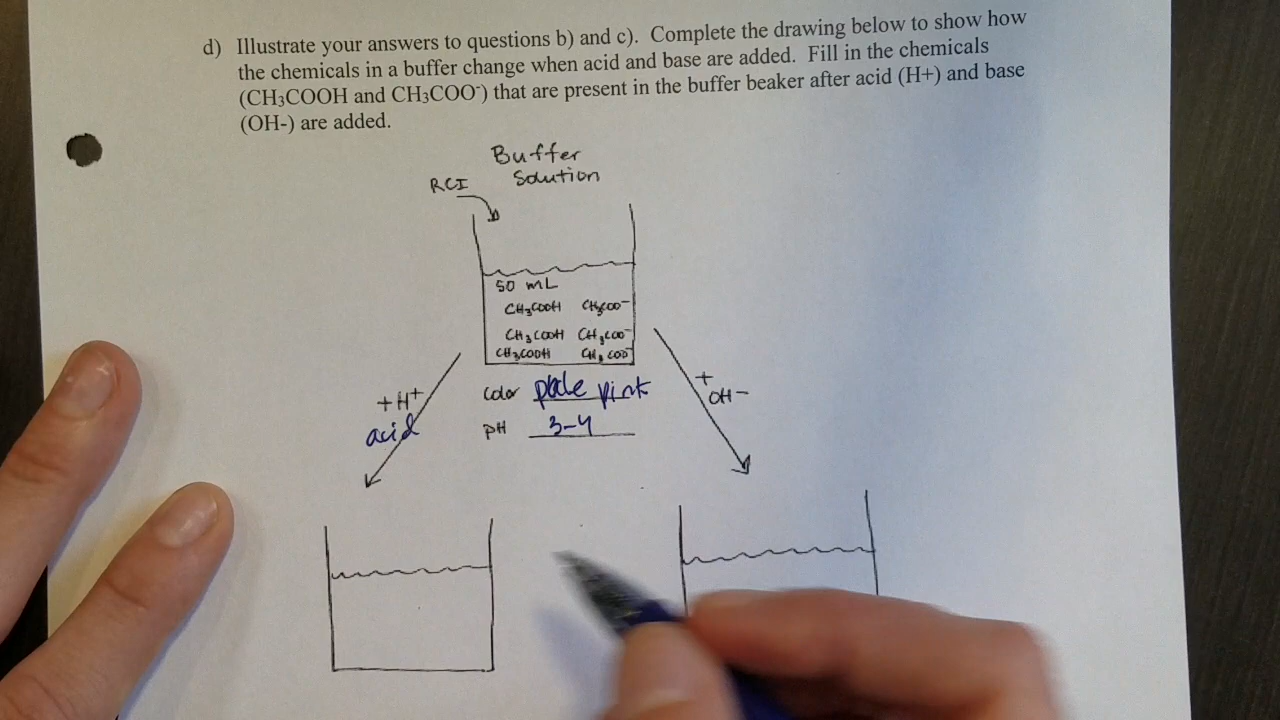 d) Illustrate your answers to questions b) and c). Complete the drawing below to show how
the chemicals in a buffer change when acid and base are added. Fill in the chemicals
(CH3COOH and CH3COO-) that are present in the buffer beaker after acid (H+) and base
(OH-) are added.
Buffer
Solution
RCI
50 mL
CH3COOH CH3COO-
CH3COOH CH3COO-
CH3COOH CH3COO-
+H+
acid
color pale pink
pH 3-4
+
OH-